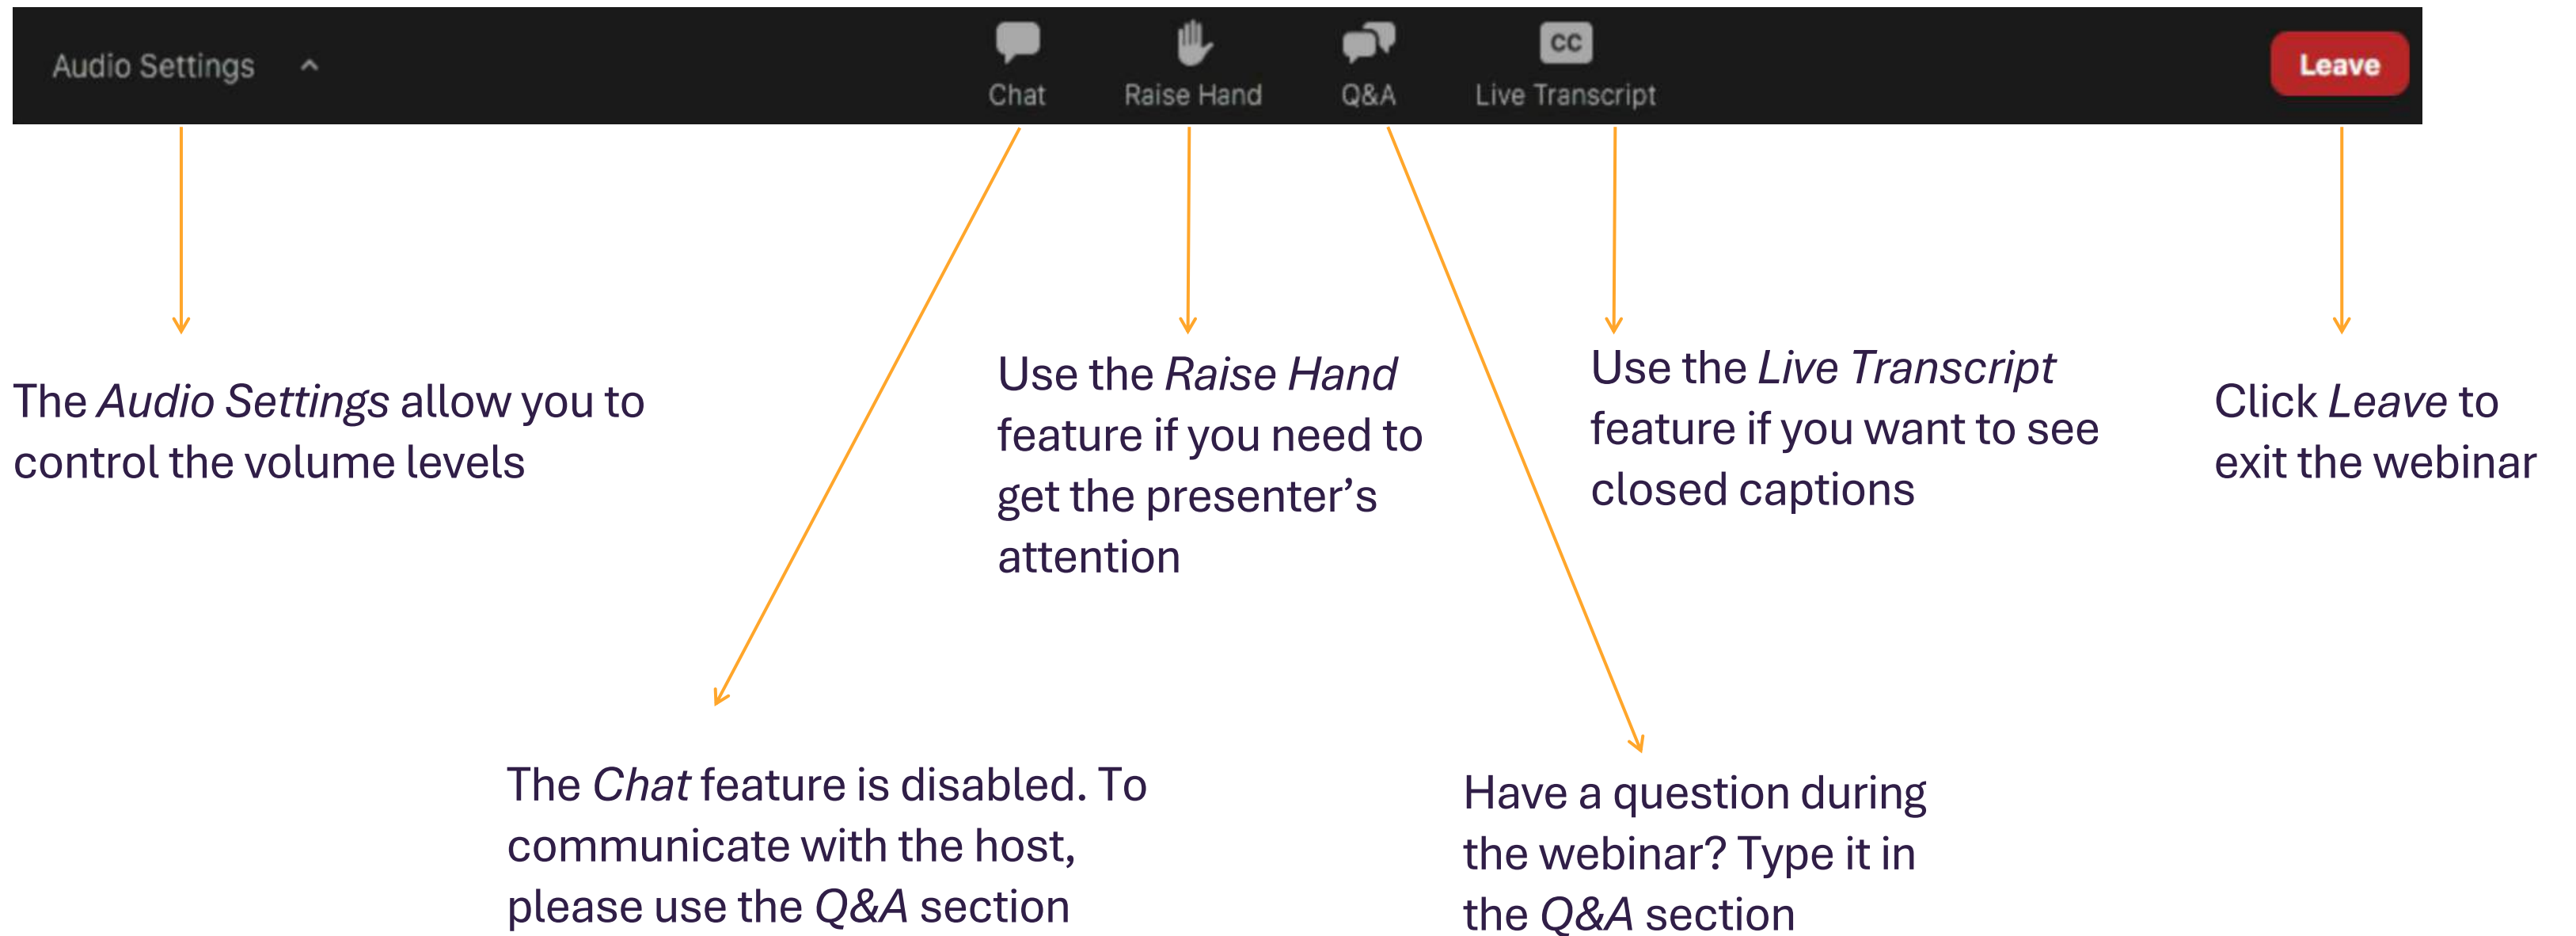 Audio Settings
Chat
Raise Hand
Q&A
CC
Live Transcript
Leave
The Audio Settings allow you to
control the volume levels
Use the Raise Hand
feature if you need to
get the presenter’s
attention
Use the Live Transcript
feature if you want to see
closed captions
Click Leave to
exit the webinar
The Chat feature is disabled. To
communicate with the host,
please use the Q&A section
Have a question during
the webinar? Type it in
the Q&A section